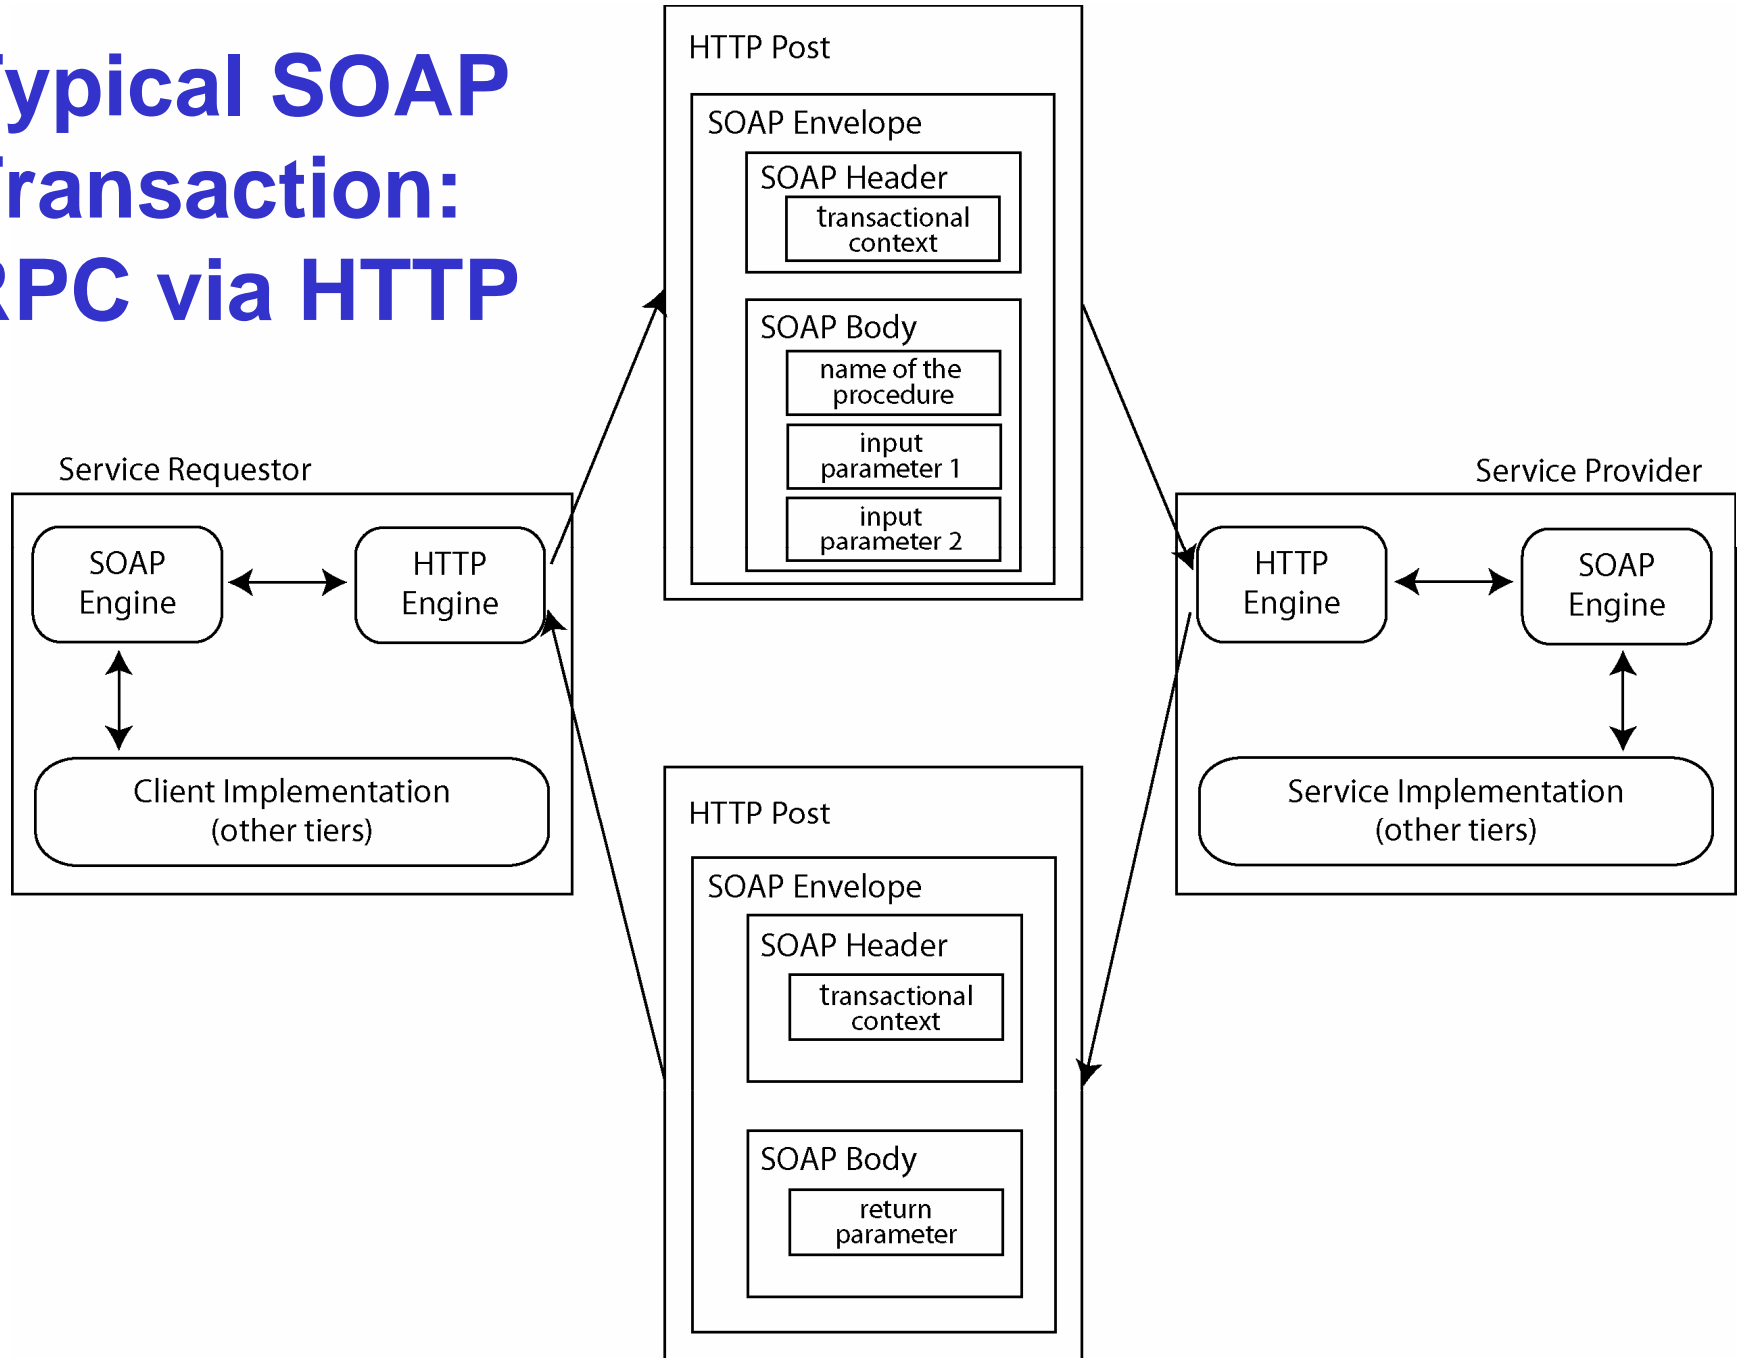 ypical SOAP
ransaction:
RPC via HTTP
HTTP Post
SOAP Envelope
SOAP Header
transactional
context
SOAP Body
name of the
procedure
input
parameter 1
input
parameter 2
Service Requestor
SOAP
Engine
HTTP
Engine
Client Implementation
(other tiers)
Service Provider
HTTP
Engine
SOAP
Engine
Service Implementation
(other tiers)
HTTP Post
SOAP Envelope
SOAP Header
transactional
context
SOAP Body
return
parameter